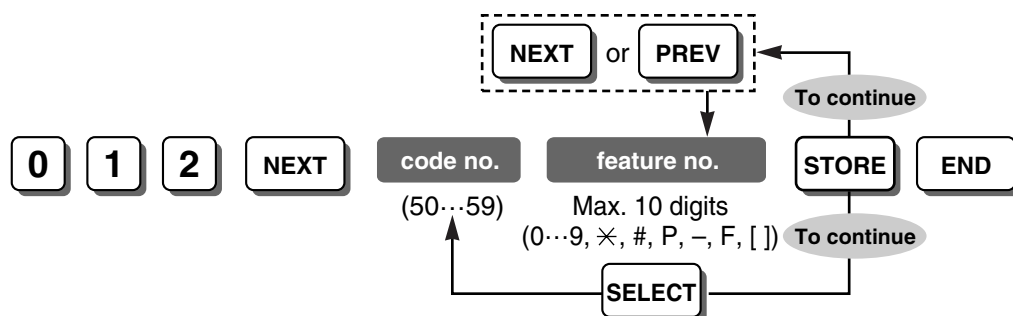 NEXT or PREV
To continue
0 1 2 NEXT code no. feature no. STORE END
(50···59) Max. 10 digits
(0···9, ✕, #, P, –, F, [ ]) To continue
SELECT